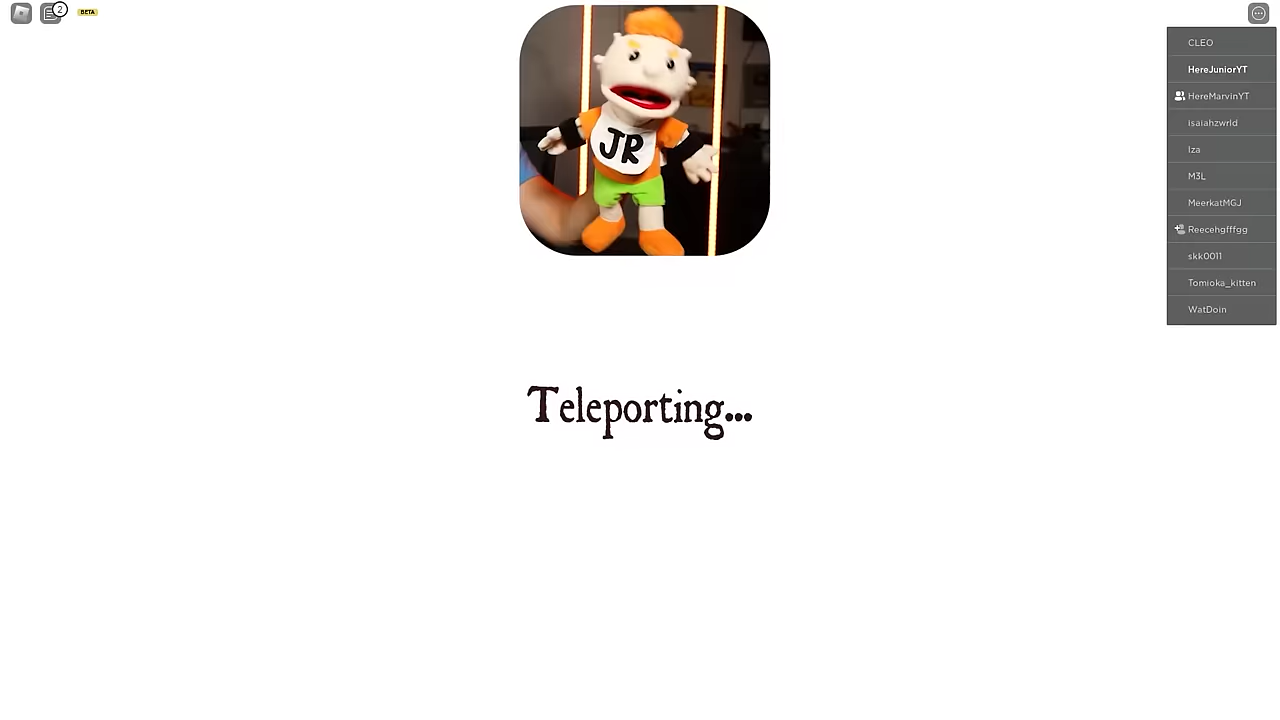 2
BETA
CLEO
HereJuniorYT
HereMarvinYT
isaiahzwrld
Iza
M3L
MeerkatMGJ
Reecehgfffgg
skk0011
Tomioka_kitten
WatDoin
JR
Teleporting...